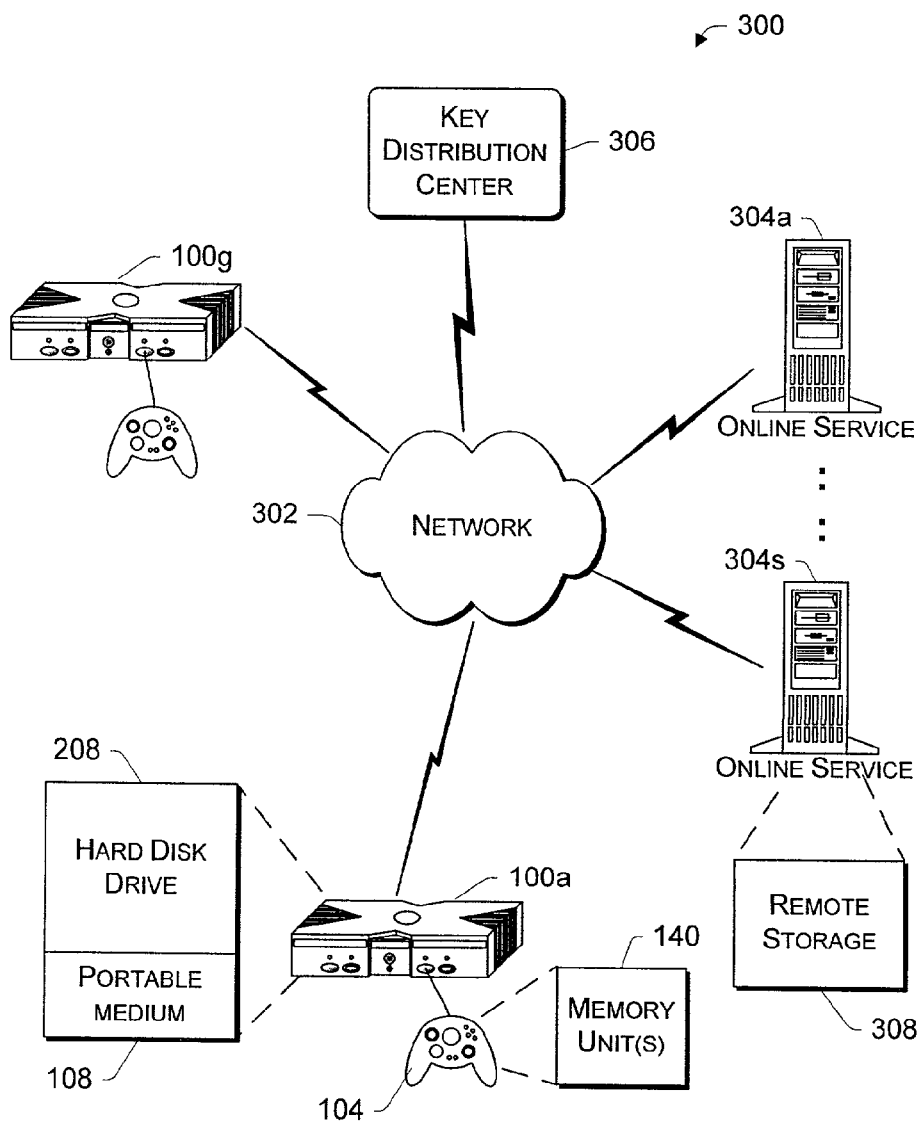 300
KEY
DISTRIBUTION
CENTER
306
304a
100g
ONLINE SERVICE
302
NETWORK
304s
208
ONLINE SERVICE
HARD DISK
DRIVE
100a
140
REMOTE
STORAGE
PORTABLE
MEDIUM
MEMORY
UNIT(S)
308
108
104